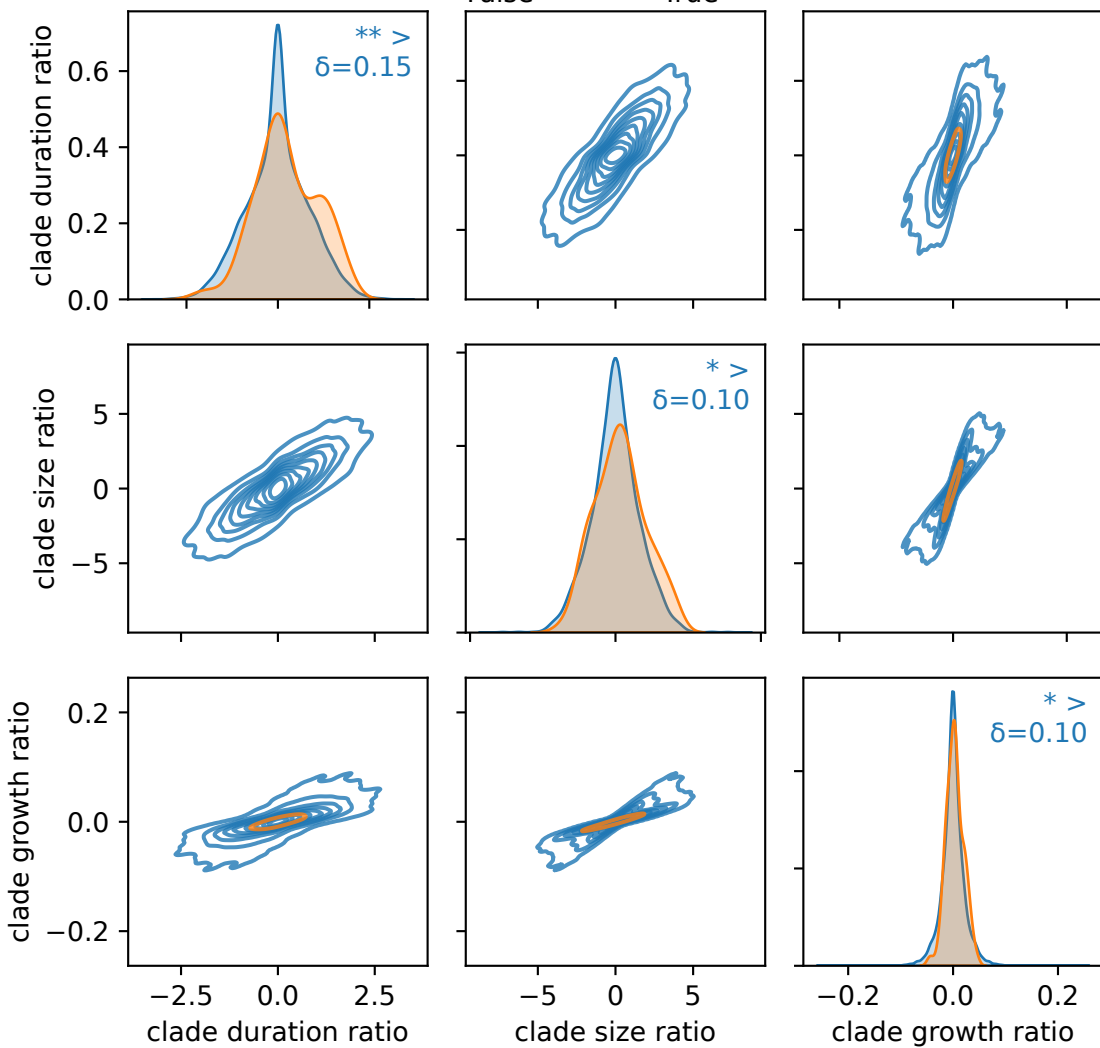 clade duration ratio
0.6
0.4
0.2
0.0
** >
δ=0.15
clade size ratio
5
0
−5
* >
δ=0.10
clade growth ratio
0.2
0.0
−0.2
* >
δ=0.10
−2.5 0.0 2.5
−5 0 5
−0.2 0.0 0.2
clade duration ratio
clade size ratio
clade growth ratio